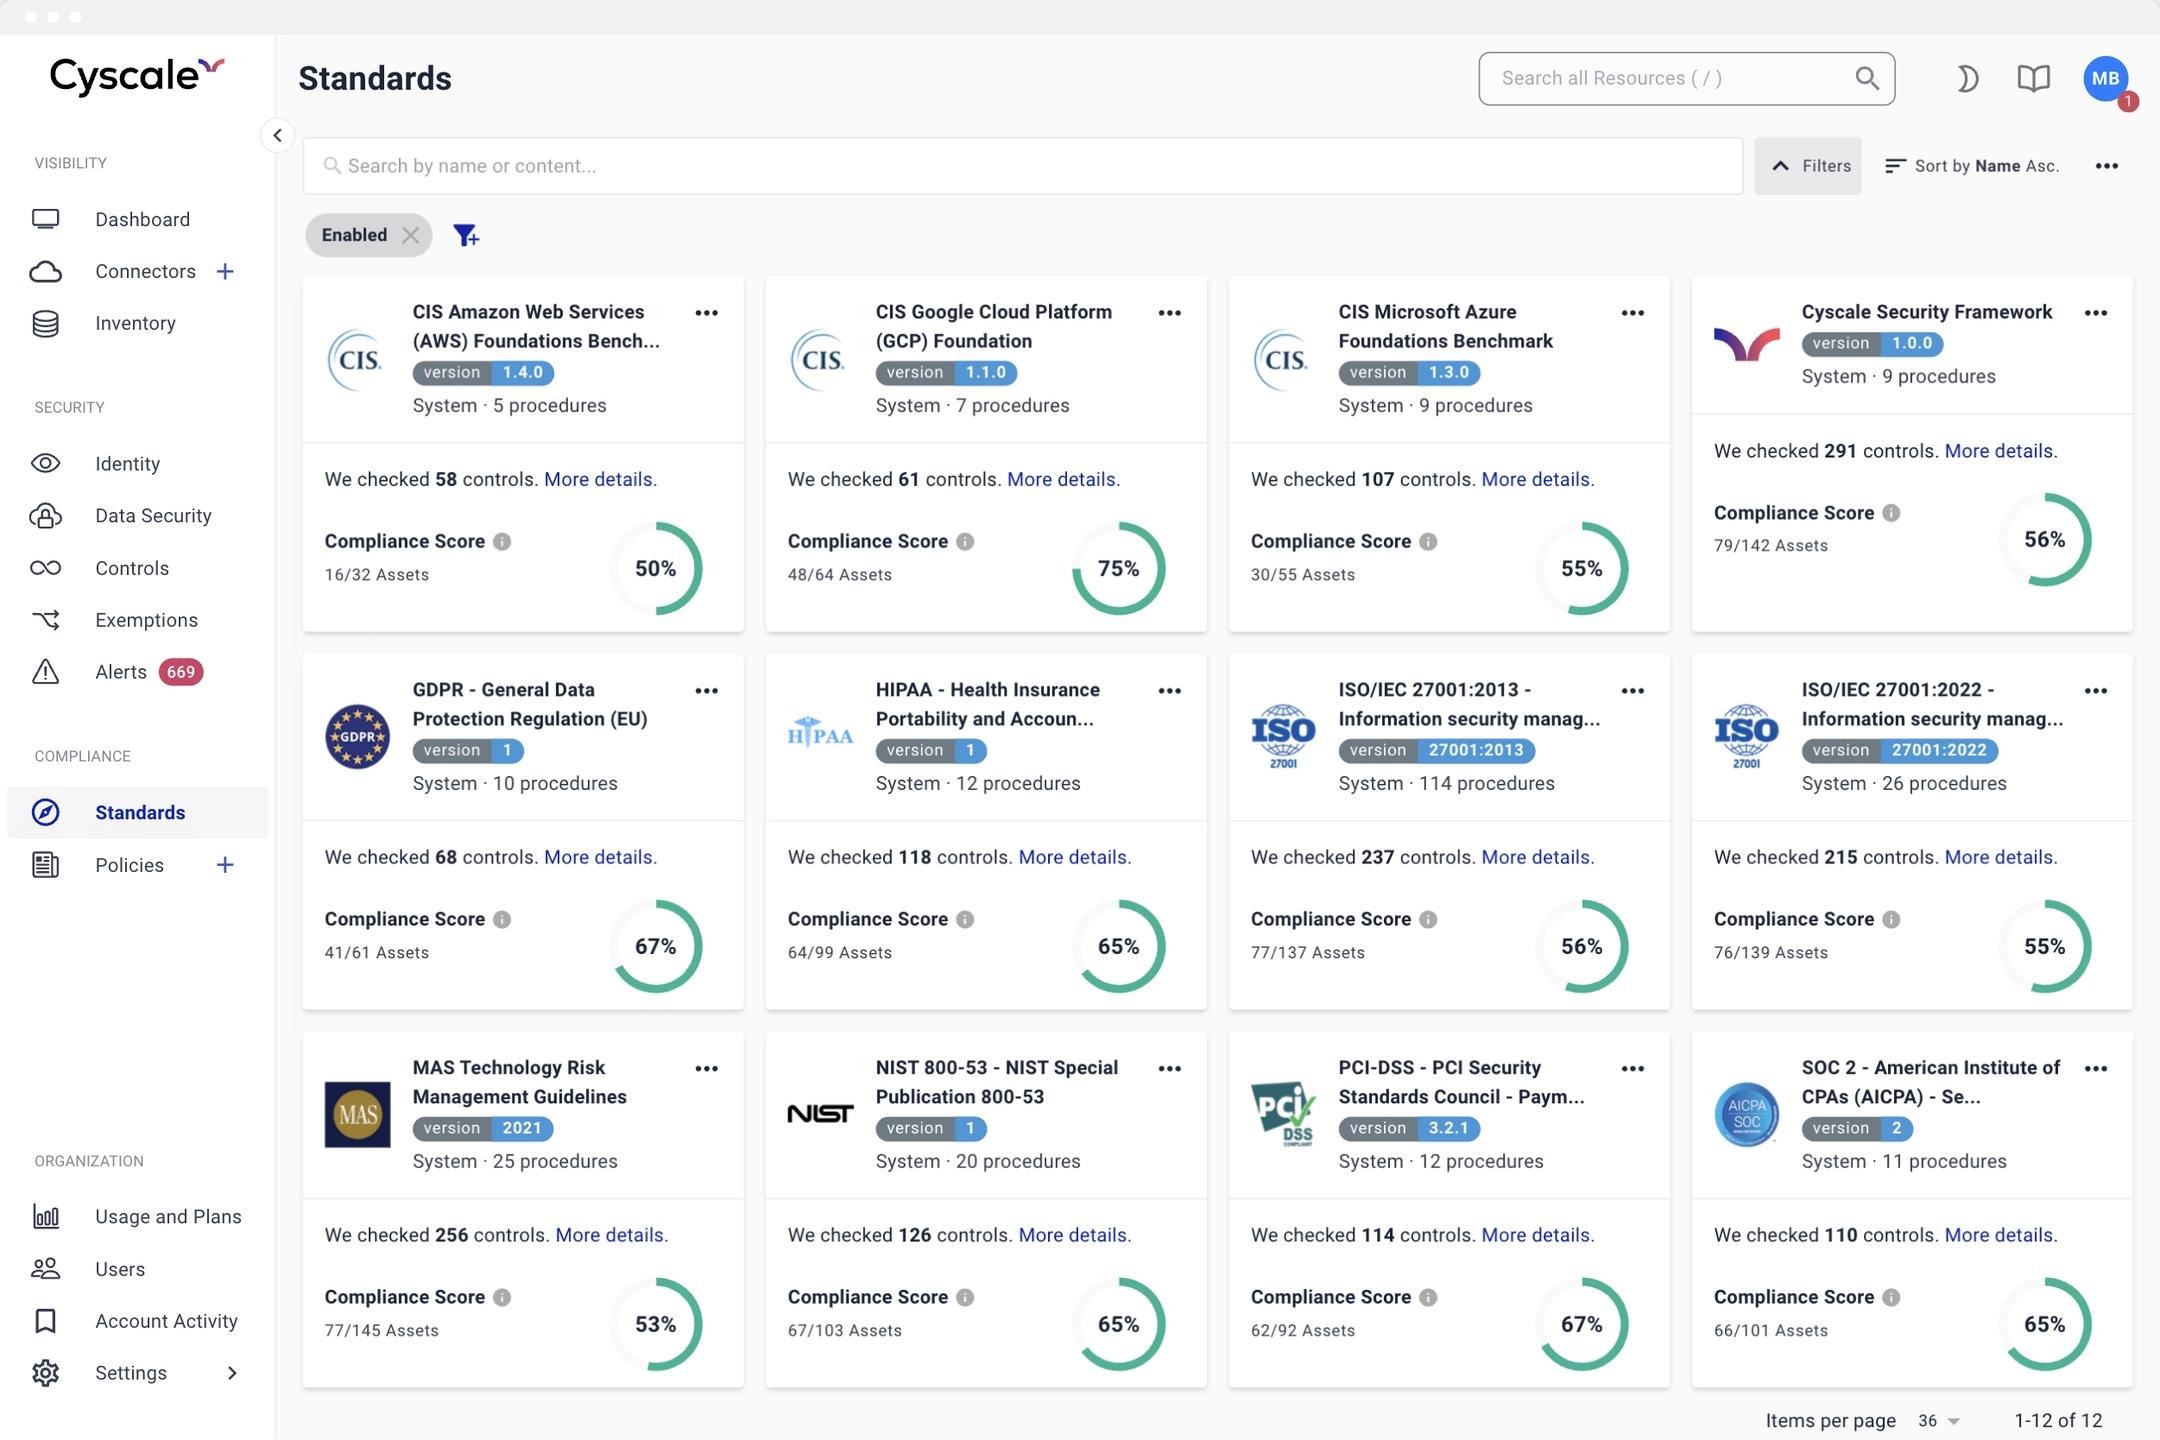 Cyscale
Standards
Search all Resources ( / )
MB
1
VISIBILITY
Dashboard
Connectors +
Inventory
SECURITY
Identity
Data Security
Controls
Exemptions
Alerts 669
COMPLIANCE
Standards
Policies +
ORGANIZATION
Usage and Plans
Users
Account Activity
Settings
Search by name or content...
Filters
Sort by Name Asc.
Enabled
CIS.
CIS Amazon Web Services
(AWS) Foundations Bench...
version 1.4.0
System · 5 procedures
We checked 58 controls. More details.
Compliance Score
16/32 Assets
50%
CIS.
CIS Google Cloud Platform
(GCP) Foundation
version 1.1.0
System · 7 procedures
We checked 61 controls. More details.
Compliance Score
48/64 Assets
75%
CIS.
CIS Microsoft Azure
Foundations Benchmark
version 1.3.0
System · 9 procedures
We checked 107 controls. More details.
Compliance Score
30/55 Assets
55%
Cyscale Security Framework
version 1.0.0
System · 9 procedures
We checked 291 controls. More details.
Compliance Score
79/142 Assets
56%
GDPR
GDPR - General Data
Protection Regulation (EU)
version 1
System · 10 procedures
We checked 68 controls. More details.
Compliance Score
41/61 Assets
67%
HIPAA
HIPAA - Health Insurance
Portability and Accoun...
version 1
System · 12 procedures
We checked 118 controls. More details.
Compliance Score
64/99 Assets
65%
ISO
27001
ISO/IEC 27001:2013 -
Information security manag...
version 27001:2013
System · 114 procedures
We checked 237 controls. More details.
Compliance Score
77/137 Assets
56%
ISO
27001
ISO/IEC 27001:2022 -
Information security manag...
version 27001:2022
System · 26 procedures
We checked 215 controls. More details.
Compliance Score
76/139 Assets
55%
MAS
MAS Technology Risk
Management Guidelines
version 2021
System · 25 procedures
We checked 256 controls. More details.
Compliance Score
77/145 Assets
53%
NIST
NIST 800-53 - NIST Special
Publication 800-53
version 1
System · 20 procedures
We checked 126 controls. More details.
Compliance Score
67/103 Assets
65%
PCI
DSS
COMPLIANT
PCI-DSS - PCI Security
Standards Council - Paym...
version 3.2.1
System · 12 procedures
We checked 114 controls. More details.
Compliance Score
62/92 Assets
67%
AICPA
SOC
SOC 2 - American Institute of
CPAs (AICPA) - Se...
version 2
System · 11 procedures
We checked 110 controls. More details.
Compliance Score
66/101 Assets
65%
Items per page 36 1-12 of 12